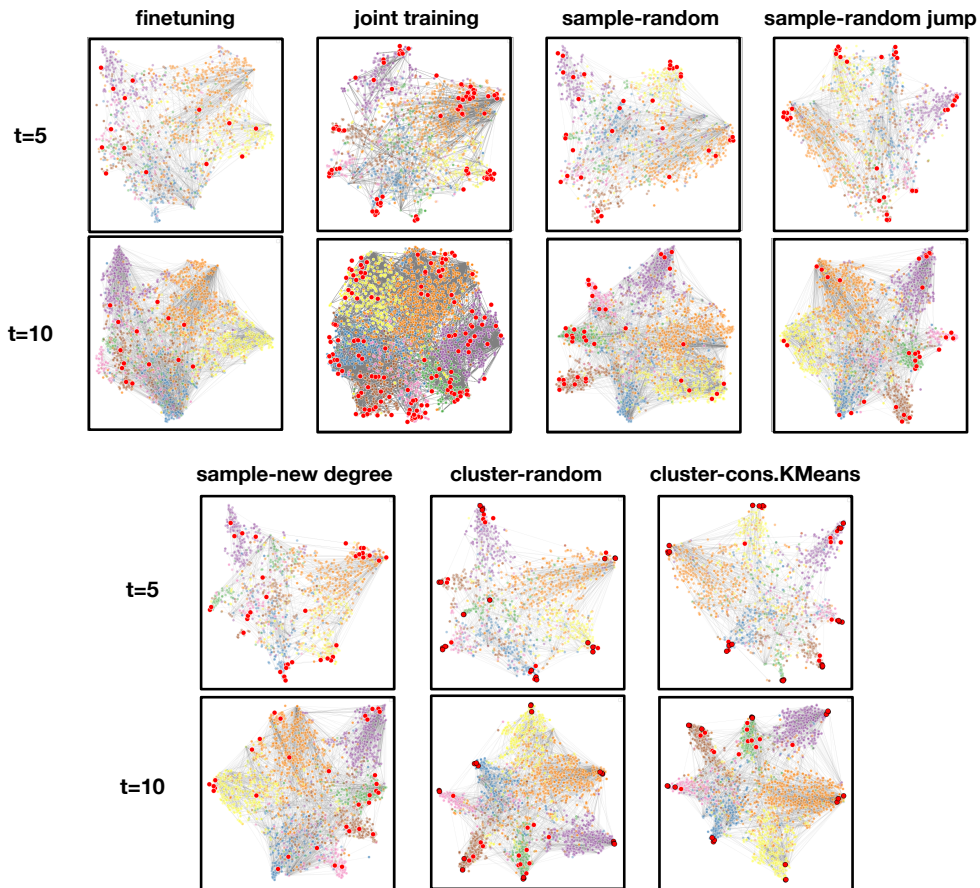 finetuning joint training sample-random sample-random jump
t=5
t=10
sample-new degree cluster-random cluster-cons.KMeans
t=5
t=10